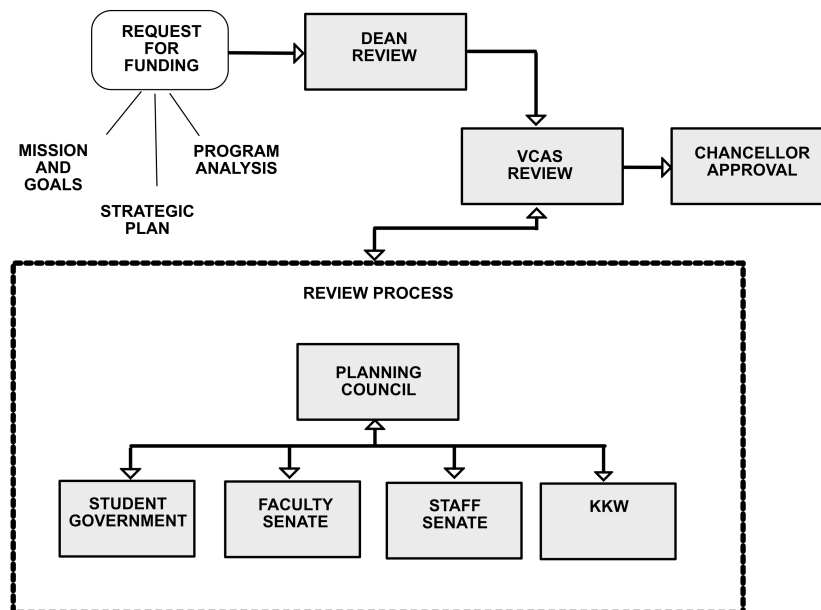 REQUEST
FOR
FUNDING
DEAN
REVIEW
MISSION
AND
GOALS
STRATEGIC
PLAN
PROGRAM
ANALYSIS
VCAS
REVIEW
CHANCELLOR
APPROVAL
REVIEW PROCESS
PLANNING
COUNCIL
STUDENT
GOVERNMENT
FACULTY
SENATE
STAFF
SENATE
KKW